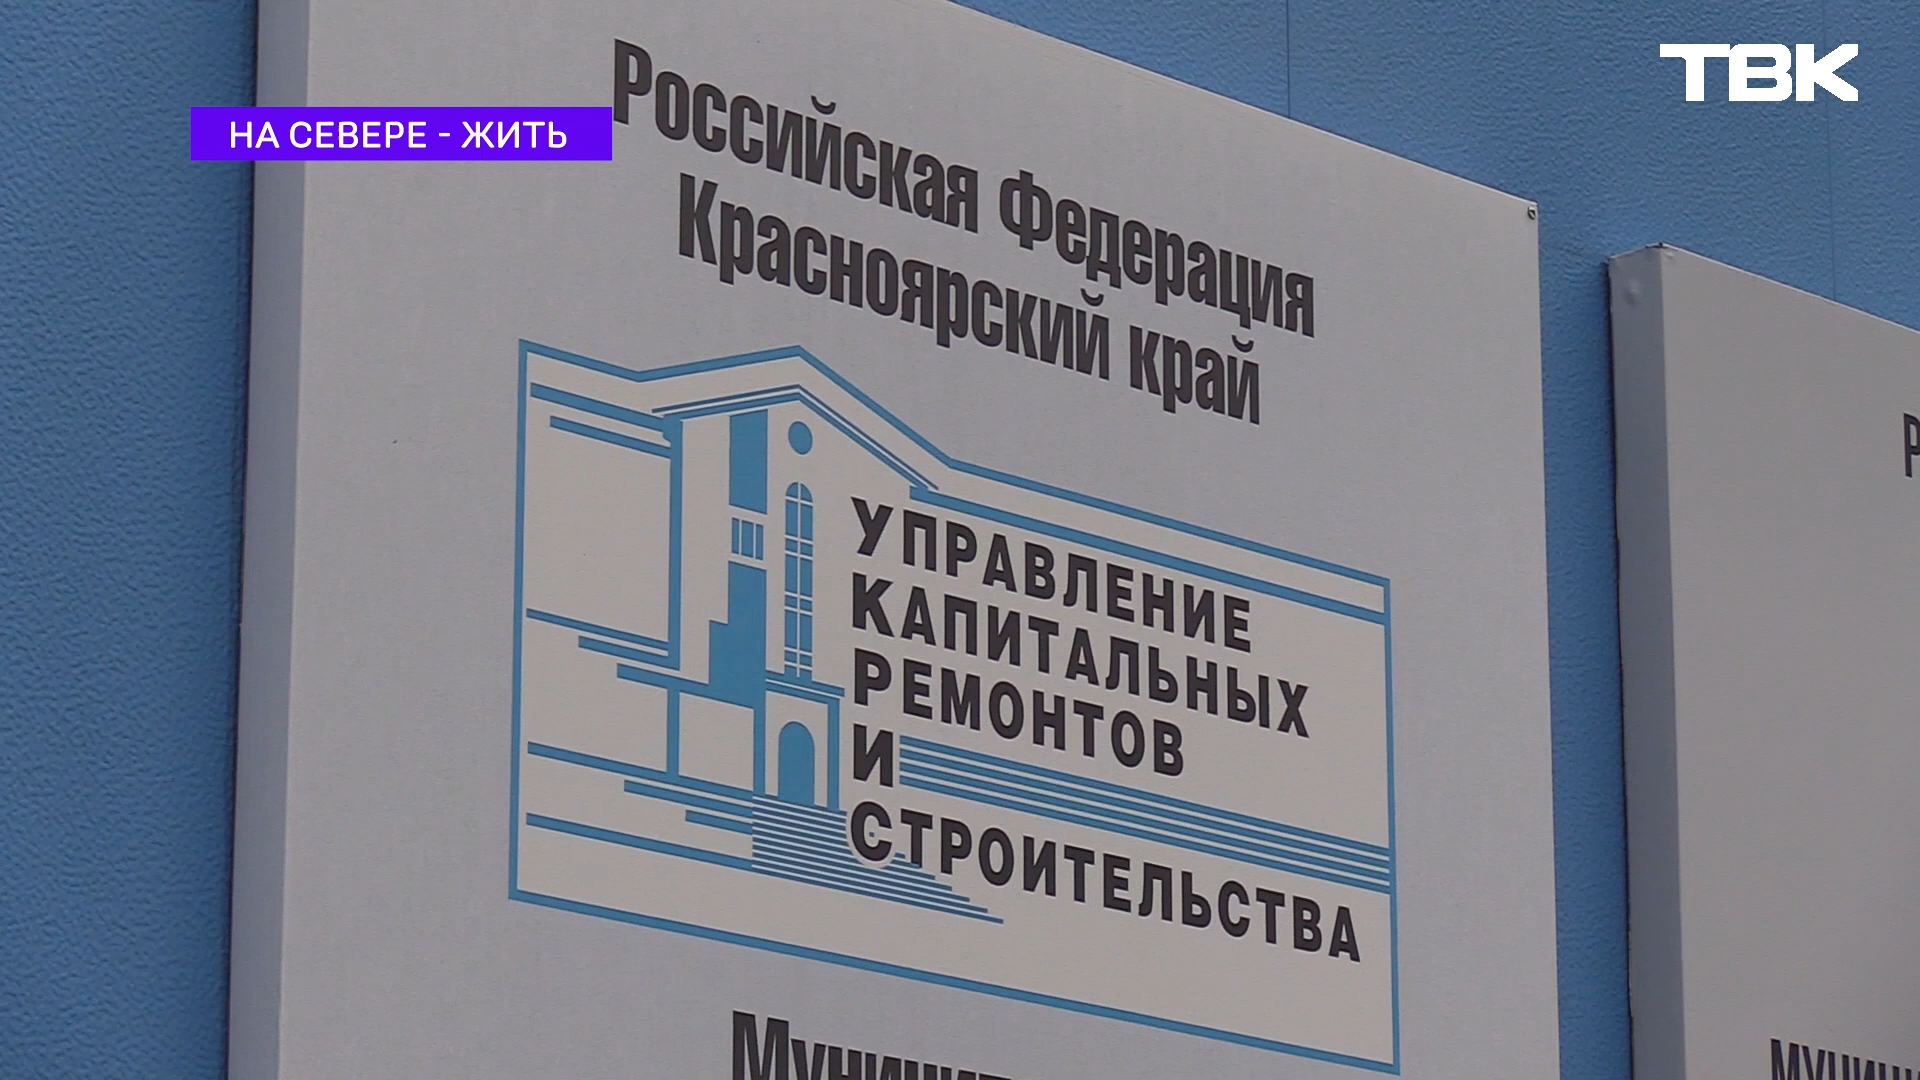 ТВК
НА СЕВЕРЕ - ЖИТЬ
Российская Федерация
Красноярский край
УПРАВЛЕНИЕ
КАПИТАЛЬНЫХ
РЕМОНТОВ
И
СТРОИТЕЛЬСТВА